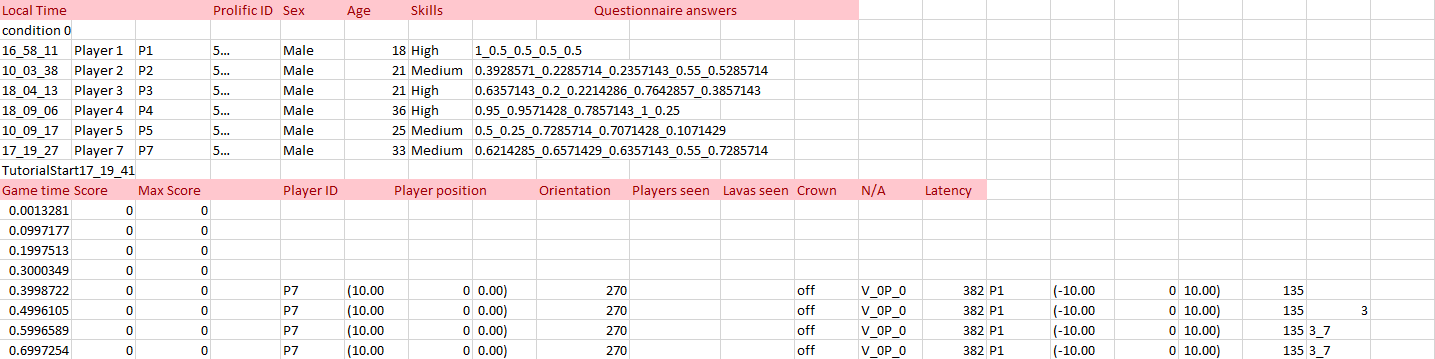 Local Time Prolific ID Sex Age Skills Questionnaire answers
condition 0
16_58_11 Player 1 P1 5... Male 18 High 1_0.5_0.5_0.5_0.5
10_03_38 Player 2 P2 5... Male 21 Medium 0.3928571_0.2285714_0.2357143_0.55_0.5285714
18_04_13 Player 3 P3 5... Male 21 High 0.6357143_0.2_0.2214286_0.7642857_0.3857143
18_09_06 Player 4 P4 5... Male 36 High 0.95_0.9571428_0.7857143_1_0.25
10_09_17 Player 5 P5 5... Male 25 Medium 0.5_0.25_0.7285714_0.7071428_0.1071429
17_19_27 Player 7 P7 5... Male 33 Medium 0.6214285_0.6571429_0.6357143_0.55_0.7285714
TutorialStart17_19_41
Game time Score Max Score Player ID Player position Orientation Players seen Lavas seen Crown N/A Latency
0.0013281 0 0
0.0997177 0 0
0.1997513 0 0
0.3000349 0 0
0.3998722 0 0 P7 (10.00 0 0.00) 270 off V_0P_0 382 P1 (-10.00 0 10.00) 135
0.4996105 0 0 P7 (10.00 0 0.00) 270 off V_0P_0 382 P1 (-10.00 0 10.00) 135 3
0.5996589 0 0 P7 (10.00 0 0.00) 270 off V_0P_0 382 P1 (-10.00 0 10.00) 135 3_7
0.6997254 0 0 P7 (10.00 0 0.00) 270 off V_0P_0 382 P1 (-10.00 0 10.00) 135 3_7